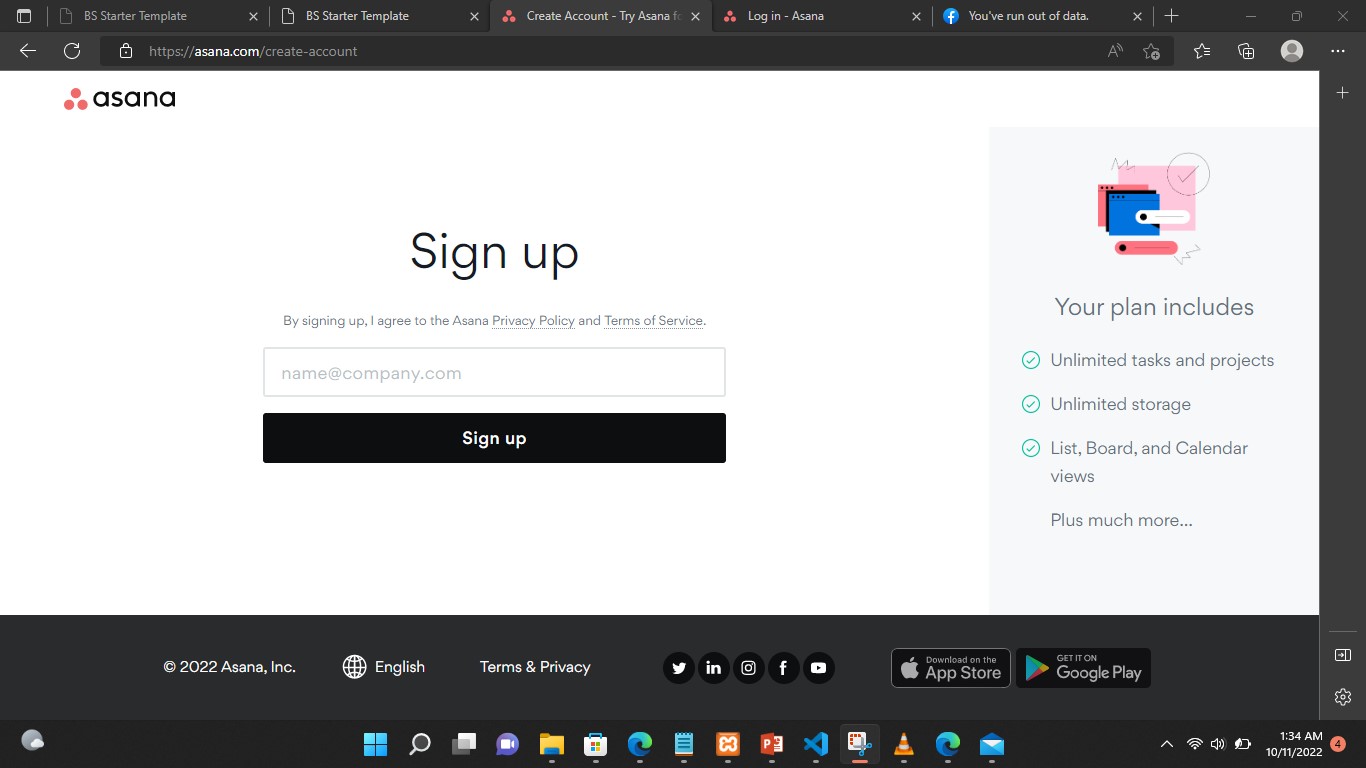 BS Starter Template
BS Starter Template
Create Account - Try Asana fo
Log in - Asana
You've run out of data.
https://asana.com/create-account
asana
Sign up
By signing up, I agree to the Asana Privacy Policy and Terms of Service.
name@company.com
Sign up
Your plan includes
Unlimited tasks and projects
Unlimited storage
List, Board, and Calendar
views
Plus much more...
© 2022 Asana, Inc.
English
Terms & Privacy
Download on the
App Store
GET IT ON
Google Play
1:34 AM
10/11/2022
4